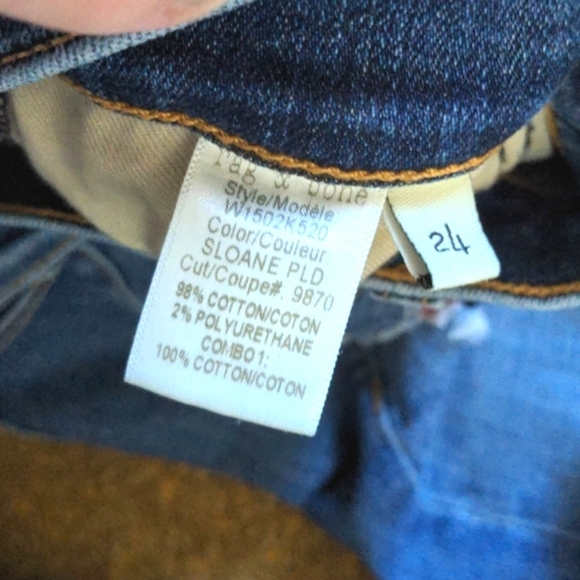 rag & bone
Style/Modèle
W1502K520
Color/Couleur
SLOANE PLD
Cut/Coupe#: 9870
98% COTTON/COTON
2% POLYURETHANE
COMBO 1:
100% COTTON/COTON
24